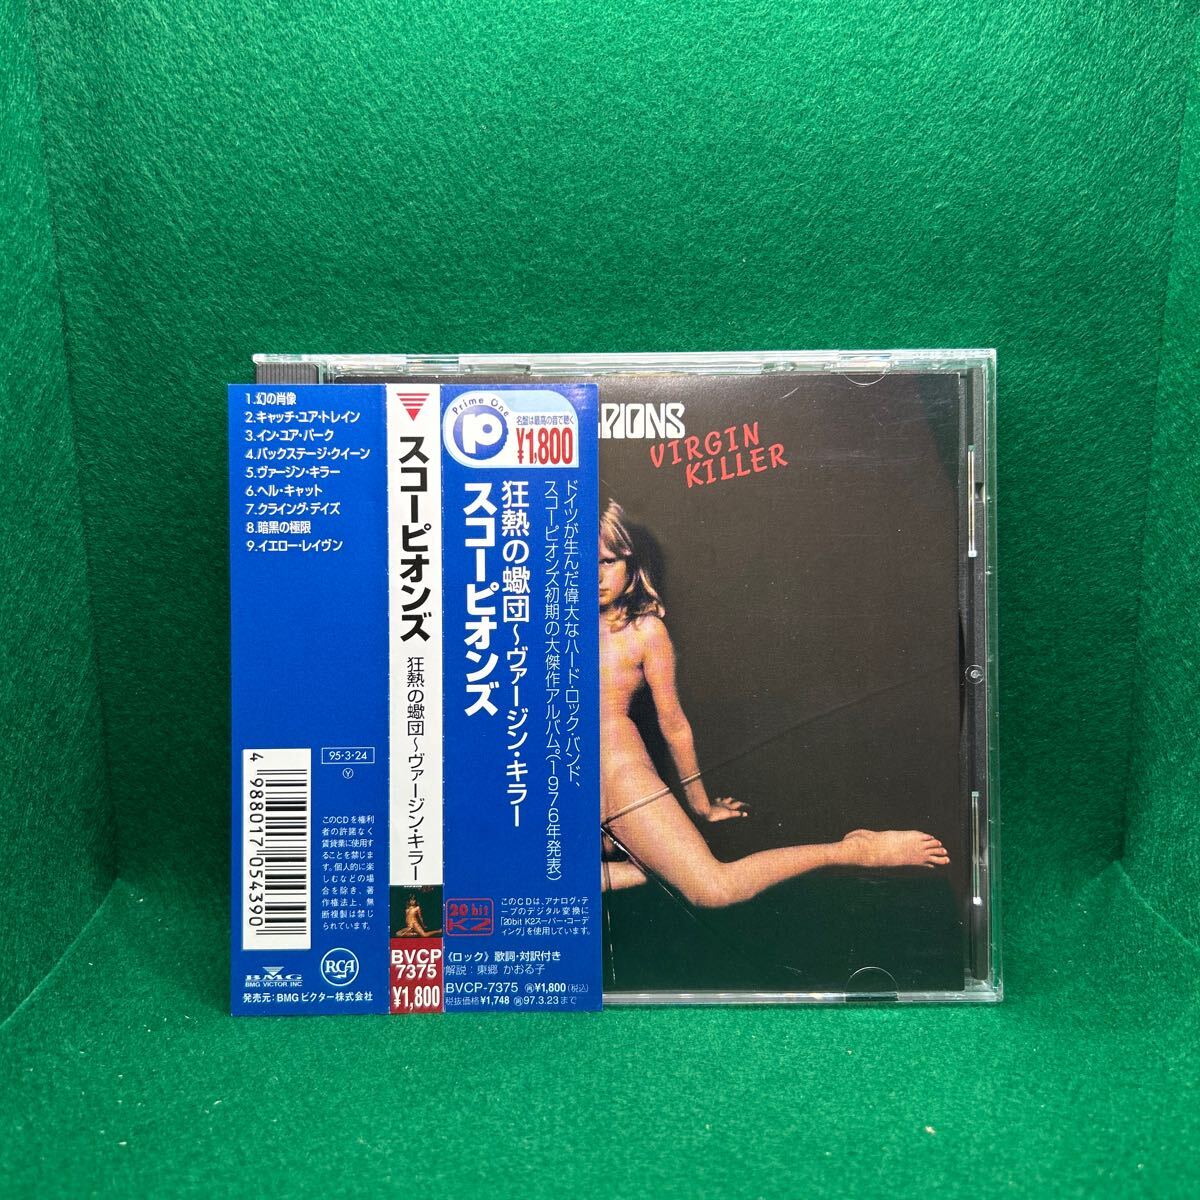 1.幻の肖像
2.キャッチ・ユア・トレイン
3.イン・ユア・パーク
4.バックステージ・クイーン
5.ヴァージン・キラー
6.ヘル・キャット
7.クライング・デイズ
8.暗黒の極限
9.イエロー・レイヴン
95・3・24
Y
4 988017 054390
このCDを権利
者の許諾なく
賃貸業に使用す
ることを禁じま
す。個人的に楽
しむなどの場
合を除き、著
作権法上、無
断複製は禁じ
られています。
BMG
BMG VICTOR INC.
RCA
発売元:BMGビクター株式会社
スコーピオンズ
狂熱の蠍団〜ヴァージン・キラー
BVCP
7375
¥1,800
Prime One
P
名盤は最高の音で聴く
¥1,800
ドイツが生んだ偉大なハード・ロック・バンド、
スコーピオンズ初期の大傑作アルバム。(1976年発表)
狂熱の蠍団〜ヴァージン・キラー
スコーピオンズ
20 bit
K2
このCDは、アナログ・テ
ープのデジタル変換に
「20bit K2スーパー・コーデ
ィング」を使用しています。
《ロック》歌詞・対訳付き
解説:東郷 かおる子
BVCP-7375 ¥1,800(税込)
税抜価格¥1,748 97.3.23まで
PIONS
VIRGIN
KILLER